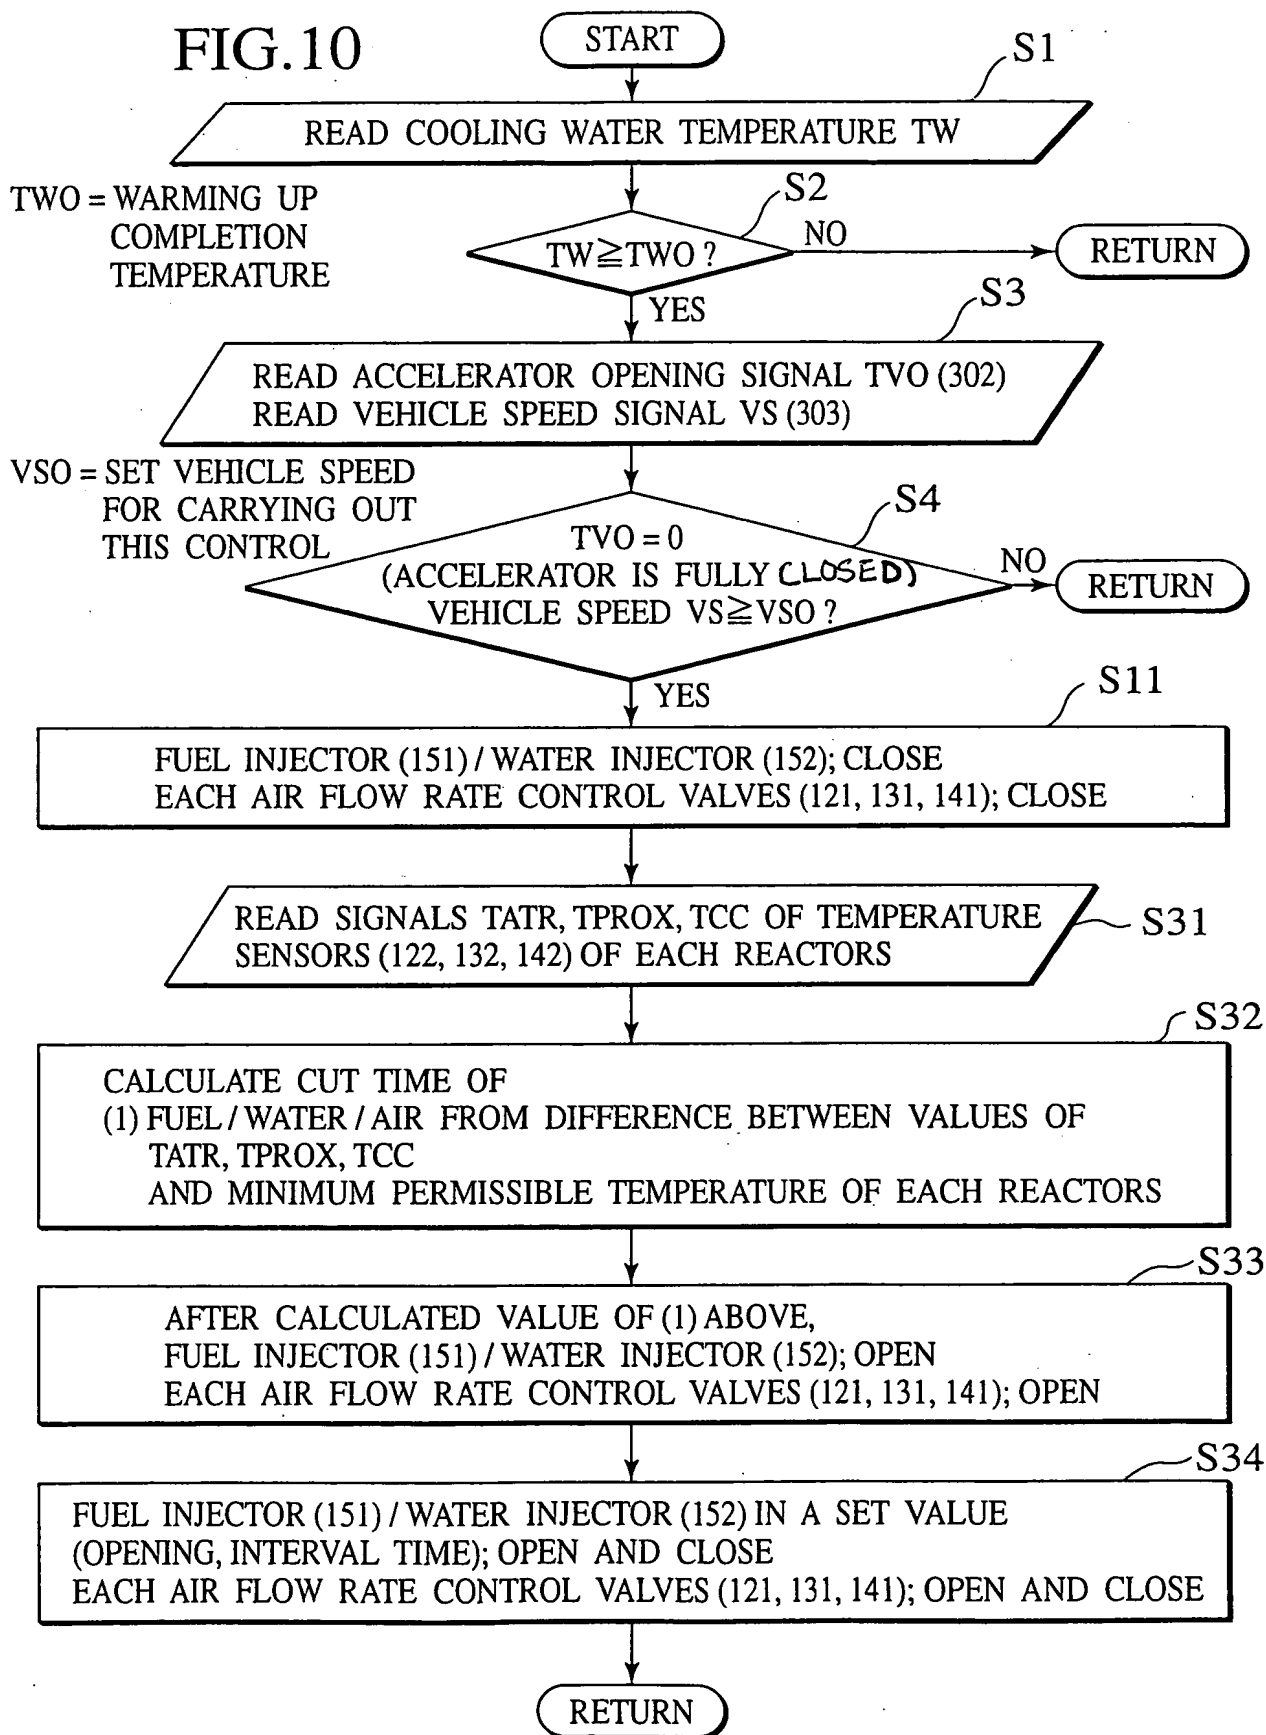 FIG.10
START
S1
READ COOLING WATER TEMPERATURE TW
TWO = WARMING UP
COMPLETION
TEMPERATURE
S2
TW≧TWO ?
NO
RETURN
YES
S3
READ ACCELERATOR OPENING SIGNAL TVO (302)
READ VEHICLE SPEED SIGNAL VS (303)
VSO = SET VEHICLE SPEED
FOR CARRYING OUT
THIS CONTROL
S4
TVO = 0
(ACCELERATOR IS FULLY CLOSED)
VEHICLE SPEED VS≧VSO ?
NO
RETURN
YES
S11
FUEL INJECTOR (151) / WATER INJECTOR (152); CLOSE
EACH AIR FLOW RATE CONTROL VALVES (121, 131, 141); CLOSE
READ SIGNALS TATR, TPROX, TCC OF TEMPERATURE
SENSORS (122, 132, 142) OF EACH REACTORS
S31
S32
CALCULATE CUT TIME OF
(1) FUEL / WATER / AIR FROM DIFFERENCE BETWEEN VALUES OF
TATR, TPROX, TCC
AND MINIMUM PERMISSIBLE TEMPERATURE OF EACH REACTORS
S33
AFTER CALCULATED VALUE OF (1) ABOVE,
FUEL INJECTOR (151) / WATER INJECTOR (152); OPEN
EACH AIR FLOW RATE CONTROL VALVES (121, 131, 141); OPEN
S34
FUEL INJECTOR (151) / WATER INJECTOR (152) IN A SET VALUE
(OPENING, INTERVAL TIME); OPEN AND CLOSE
EACH AIR FLOW RATE CONTROL VALVES (121, 131, 141); OPEN AND CLOSE
RETURN